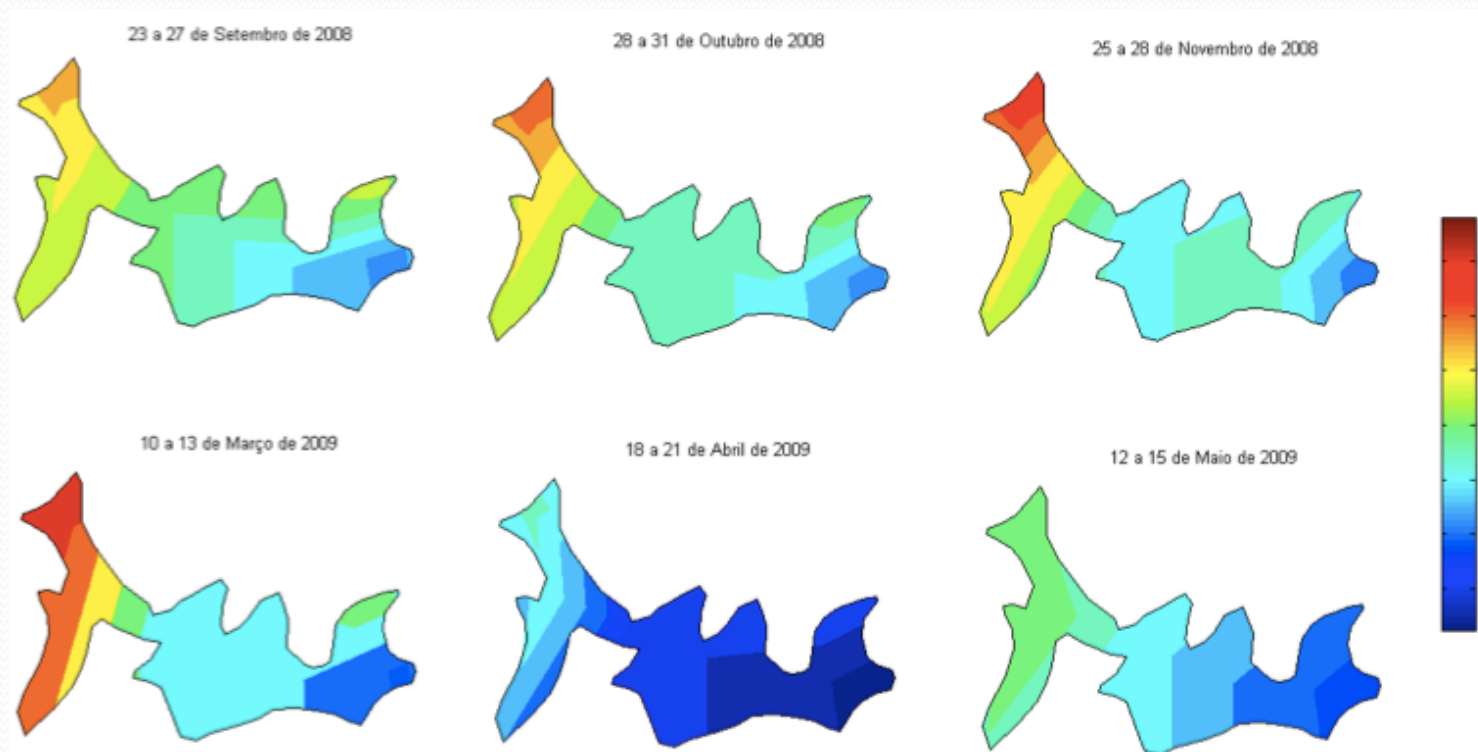 23 a 27 de Setembro de 2008
28 a 31 de Outubro de 2008
25 a 28 de Novembro de 2008
10 a 13 de Março de 2009
18 a 21 de Abril de 2009
12 a 15 de Maio de 2009